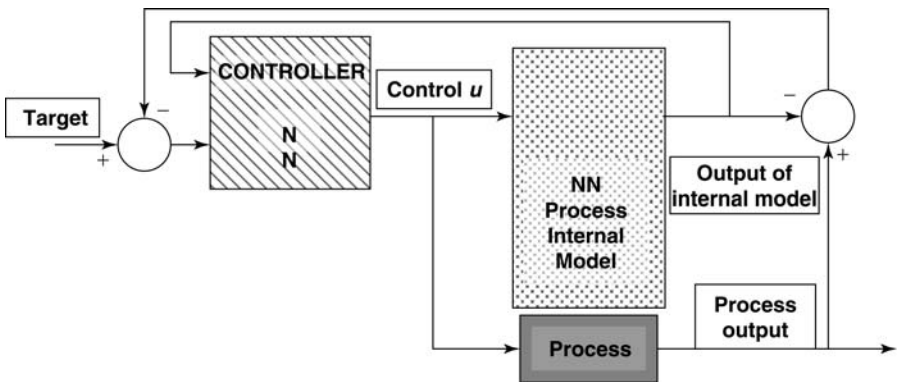 CONTROLLER
N
N
Target
Control u
−
+
NN
Process
Internal
Model
−
+
Output of
internal model
Process
output
Process